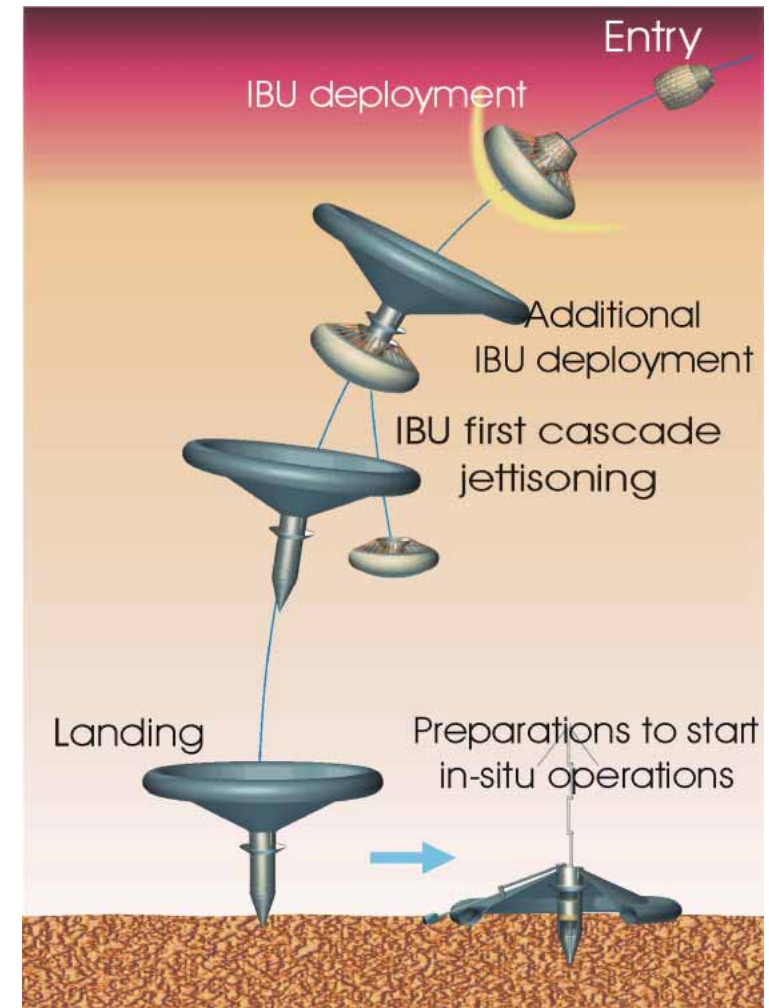 Entry
IBU deployment
Additional
IBU deployment
IBU first cascade
jettisoning
Landing
Preparations to start
in-situ operations